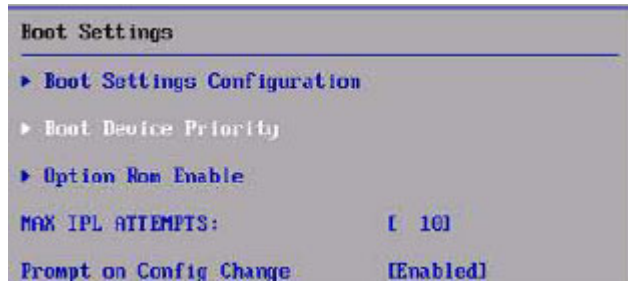 Boot Settings
Boot Settings Configuration
Boot Device Priority
Option Rom Enable
MAX IPL ATTEMPTS: [ 10]
Prompt on Config Change [Enabled]